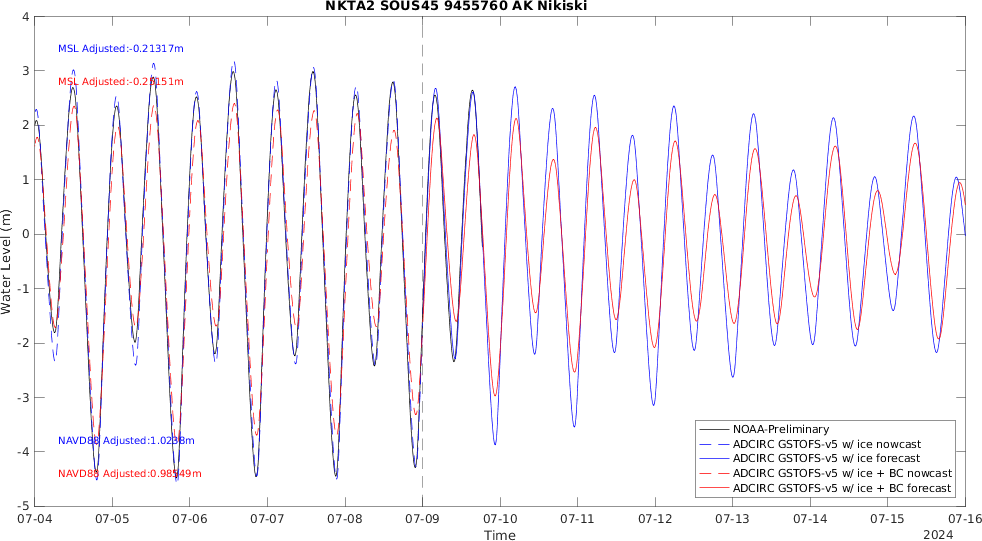 NKTA2 SOUS45 9455760 AK Nikiski
4
3
2
1
0
-1
-2
-3
-4
-5
Water Level (m)
MSL Adjusted:-0.21317m
NAVD88 Adjusted:1.0238m
NOAA-Preliminary
ADCIRC GSTOFS-v5 w/ ice nowcast
ADCIRC GSTOFS-v5 w/ ice forecast
ADCIRC GSTOFS-v5 w/ ice + BC nowcast
ADCIRC GSTOFS-v5 w/ ice + BC forecast
07-04 07-05 07-06 07-07 07-08 07-09 07-10 07-11 07-12 07-13 07-14 07-15 07-16
Time
2024